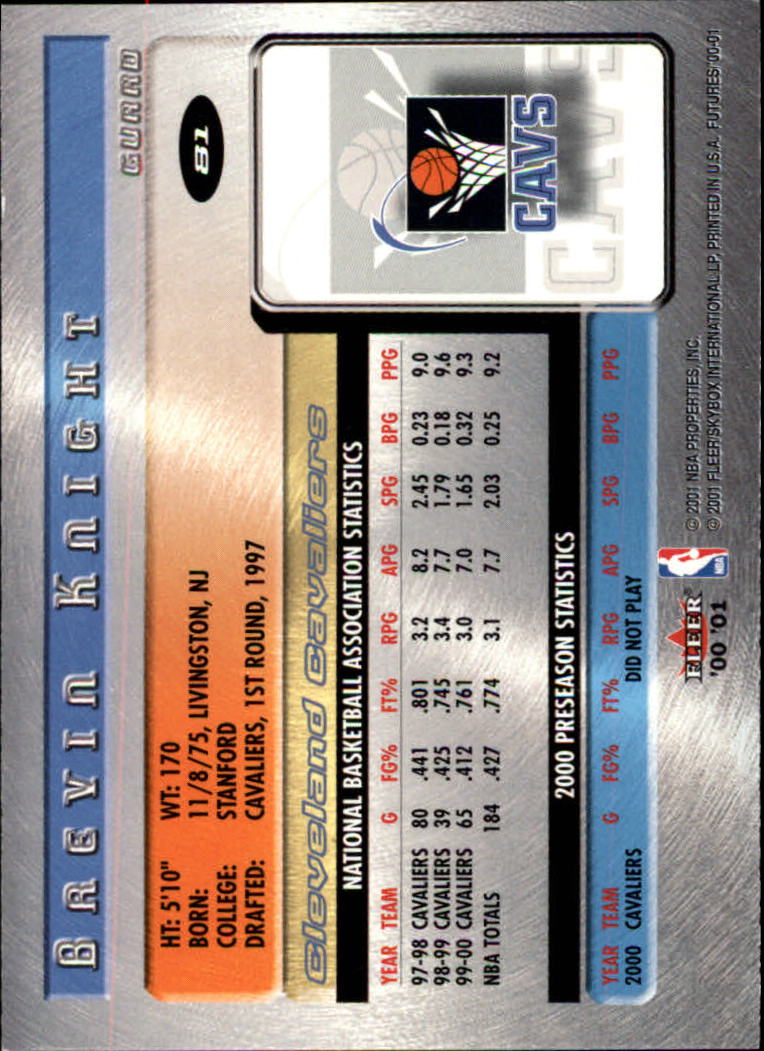 BREVIN KNIGHT
GUARD
HT: 5'10" WT: 170
BORN: 11/8/75, LIVINGSTON, NJ
COLLEGE: STANFORD
DRAFTED: CAVALIERS, 1ST ROUND, 1997
81
Cleveland Cavaliers
NATIONAL BASKETBALL ASSOCIATION STATISTICS
YEAR TEAM G FG% FT% RPG APG SPG BPG PPG
97-98 CAVALIERS 80 .441 .801 3.2 8.2 2.45 0.23 9.0
98-99 CAVALIERS 39 .425 .745 3.4 7.7 1.79 0.18 9.6
99-00 CAVALIERS 65 .412 .761 3.0 7.0 1.65 0.32 9.3
NBA TOTALS 184 .427 .774 3.1 7.7 2.03 0.25 9.2
CAVS
CAVS
2000 PRESEASON STATISTICS
YEAR TEAM G FG% FT% RPG APG SPG BPG PPG
2000 CAVALIERS DID NOT PLAY
FLEER
'00 '01
NBA
© 2001 NBA PROPERTIES, INC.
© 2001 FLEER/SKYBOX INTERNATIONAL LP, PRINTED IN U.S.A. FUTURES '00-01